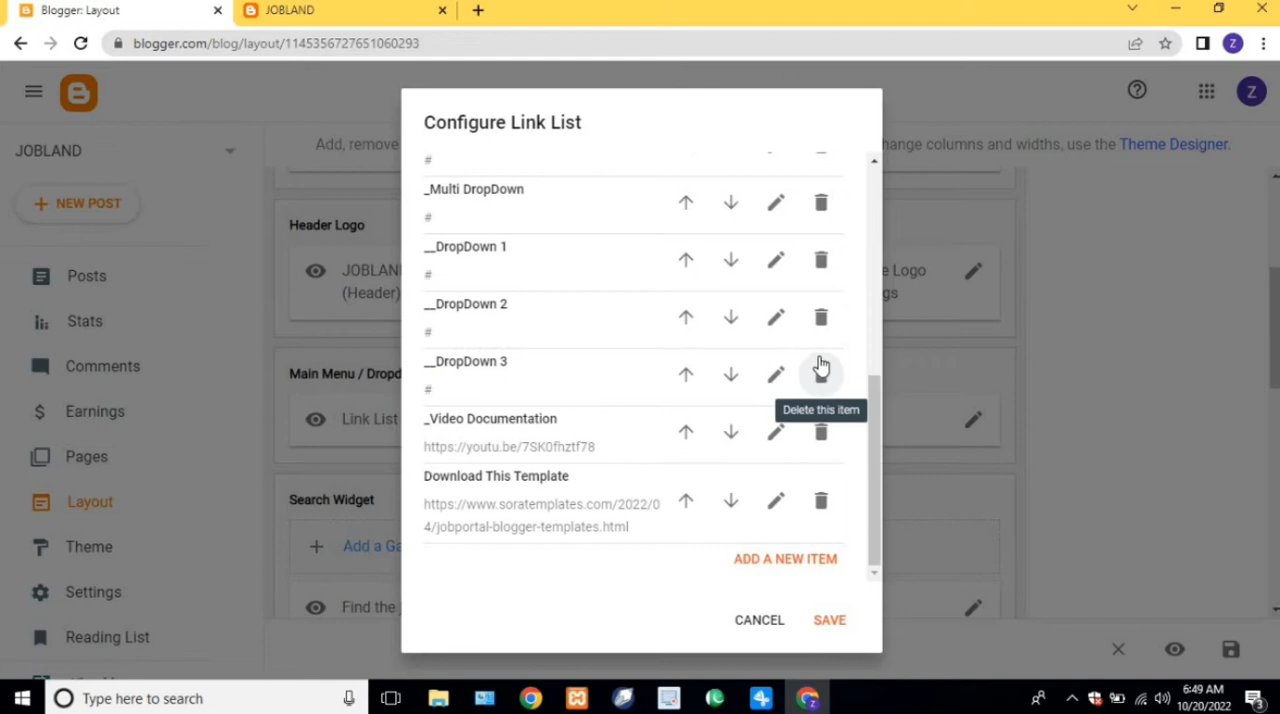 Blogger: Layout
JOBLAND
blogger.com/blog/layout/1145356727651060293
Z
JOBLAND
NEW POST
Posts
Stats
Comments
Earnings
Pages
Layout
Theme
Settings
Reading List
Add, remove
change columns and widths, use the Theme Designer.
Z
Header Logo
JOBLAN
(Header)
e Logo
gs
Main Menu / Dropd
Link List
Search Widget
Add a Ga
Find the
Configure Link List
#
_Multi DropDown
#
__DropDown 1
#
__DropDown 2
#
__DropDown 3
#
Delete this item
_Video Documentation
https://youtu.be/7SK0fhztf78
Download This Template
https://www.soratemplates.com/2022/0
4/jobportal-blogger-templates.html
ADD A NEW ITEM
CANCEL
SAVE
Type here to search
6:49 AM
10/20/2022
3